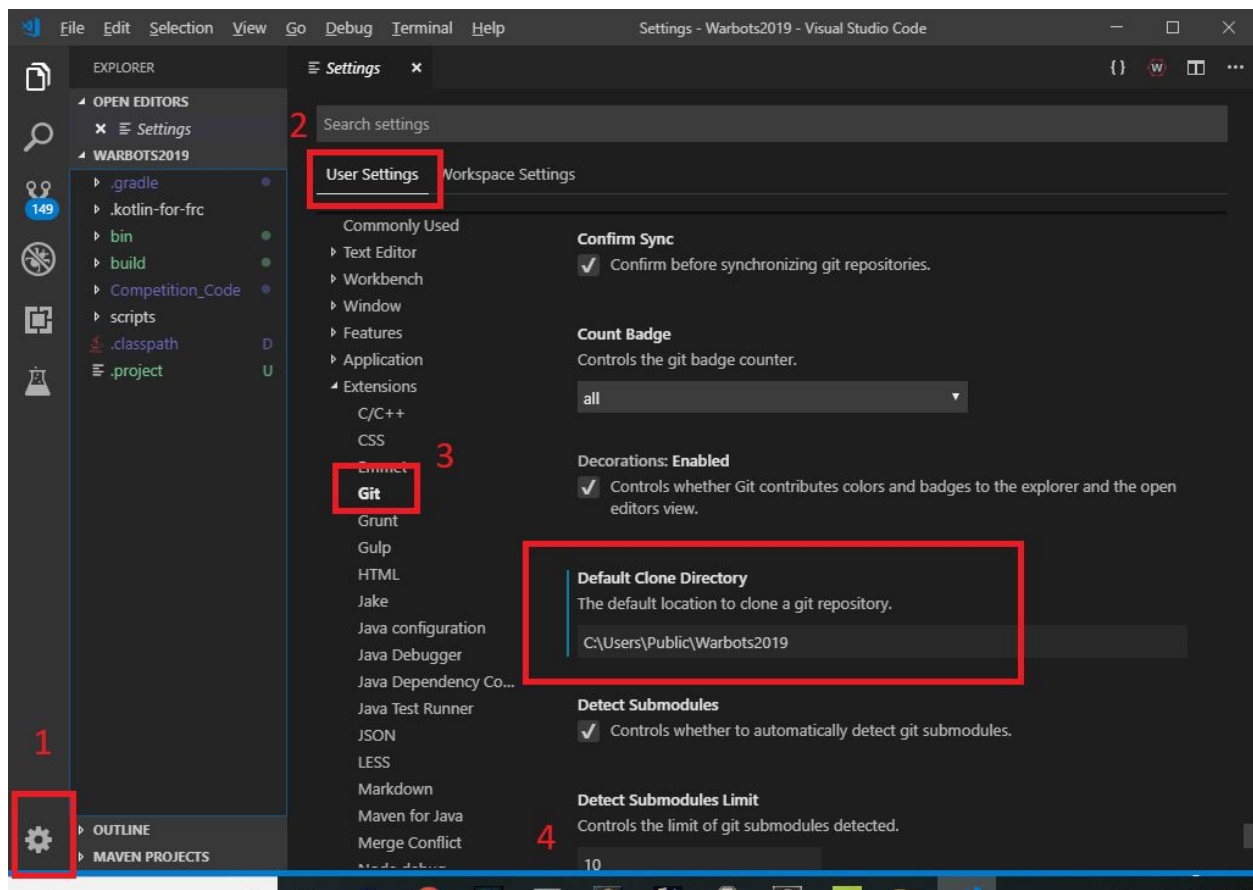 File Edit Selection View Go Debug Terminal Help
Settings - Warbots2019 - Visual Studio Code
EXPLORER
OPEN EDITORS
Settings
WARBOTS2019
.gradle
.kotlin-for-frc
bin
build
Competition_Code
scripts
.classpath D
.project U
OUTLINE
MAVEN PROJECTS
149
1
Settings
{}
W
2
Search settings
User Settings
Workspace Settings
Commonly Used
Text Editor
Workbench
Window
Features
Application
Extensions
C/C++
CSS
Emmet
3
Git
Grunt
Gulp
HTML
Jake
Java configuration
Java Debugger
Java Dependency Co...
Java Test Runner
JSON
LESS
Markdown
Maven for Java
Merge Conflict
Node debug
Confirm Sync
Confirm before synchronizing git repositories.
Count Badge
Controls the git badge counter.
all
Decorations: Enabled
Controls whether Git contributes colors and badges to the explorer and the open
editors view.
Default Clone Directory
The default location to clone a git repository.
C:\Users\Public\Warbots2019
Detect Submodules
Controls whether to automatically detect git submodules.
Detect Submodules Limit
Controls the limit of git submodules detected.
4
10